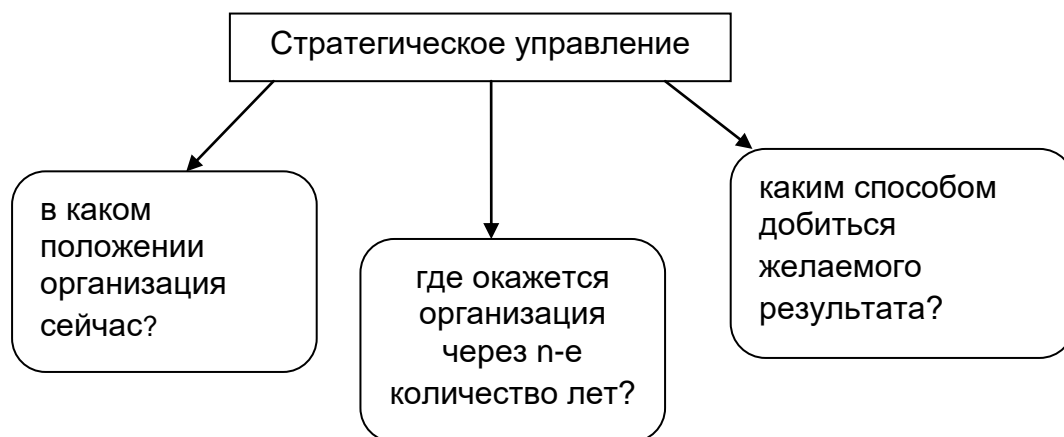 Стратегическое управление
в каком
положении
организация
сейчас?
где окажется
организация
через n-е
количество лет?
каким способом
добиться
желаемого
результата?